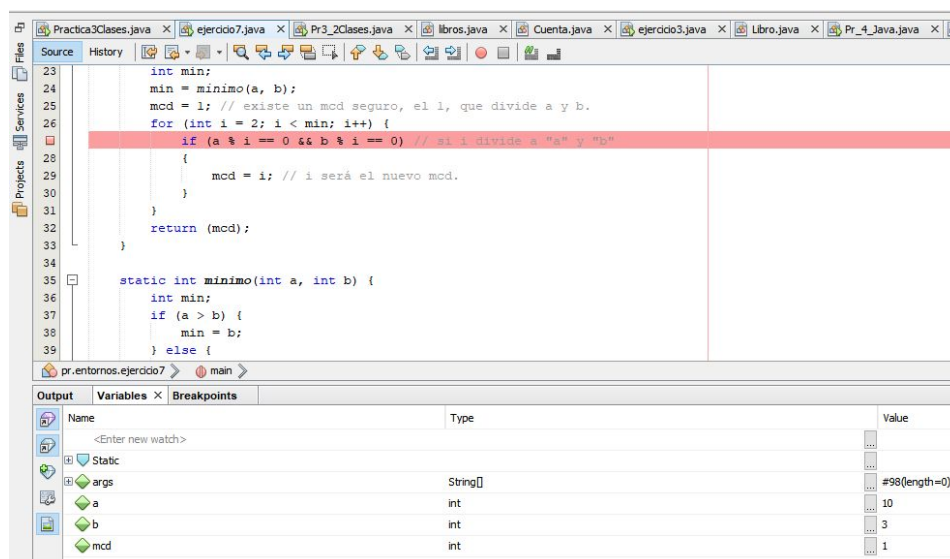 Practica3Clases.java ejercicio7.java Pr3_2Clases.java libros.java Cuenta.java ejercicio3.java Libro.java Pr_4_Java.java
Files
Services
Projects
Source History
23 int min;
24 min = minimo(a, b);
25 mcd = 1; // existe un mcd seguro, el 1, que divide a y b.
26 for (int i = 2; i < min; i++) {
if (a % i == 0 && b % i == 0) // si i divide a "a" y "b"
28 {
29 mcd = i; // i será el nuevo mcd.
30 }
31 }
32 return (mcd);
33 }
34
35 static int minimo(int a, int b) {
36 int min;
37 if (a > b) {
38 min = b;
39 } else {
pr.entornos.ejercicio7 main
Output Variables Breakpoints
Name Type Value
<Enter new watch> ...
Static ...
args String[] ... #98(length=0)
a int ... 10
b int ... 3
mcd int ... 1